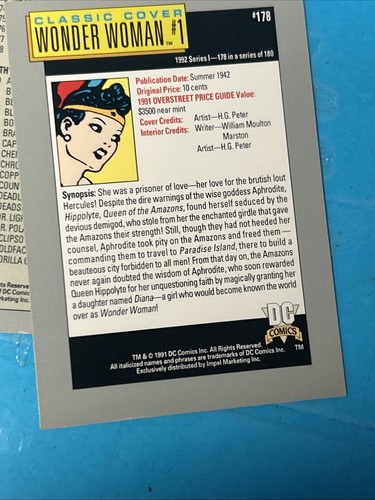 CLASSIC COVER
WONDER WOMAN™ #1
#178
1992 Series I—178 in a series of 180
Publication Date: Summer 1942
Original Price: 10 cents
1991 OVERSTREET PRICE GUIDE Value:
$3500 near mint
Cover Credits: Artist—H.G. Peter
Interior Credits: Writer—William Moulton
Marston
Artist—H.G. Peter
Synopsis: She was a prisoner of love—her love for the brutish lout
Hercules! Despite the dire warnings of the wise goddess Aphrodite,
Hippolyte, Queen of the Amazons, found herself seduced by the
devious demigod, who stole from her the enchanted girdle that gave
the Amazons their strength! Still, though they had not heeded her
counsel, Aphrodite took pity on the Amazons and freed them —
commanding them to travel to Paradise Island, there to build a
beauteous city forbidden to all men! From that day on, the Amazons
never again doubted the wisdom of Aphrodite, who soon rewarded
Queen Hippolyte for her unquestioning faith by magically granting her
a daughter named Diana—a girl who would become known the world
over as Wonder Woman!
DC
COMICS
™
TM & © 1991 DC Comics Inc. All Rights Reserved.
All italicized names and phrases are trademarks of DC Comics Inc.
Exclusively distributed by Impel Marketing Inc.